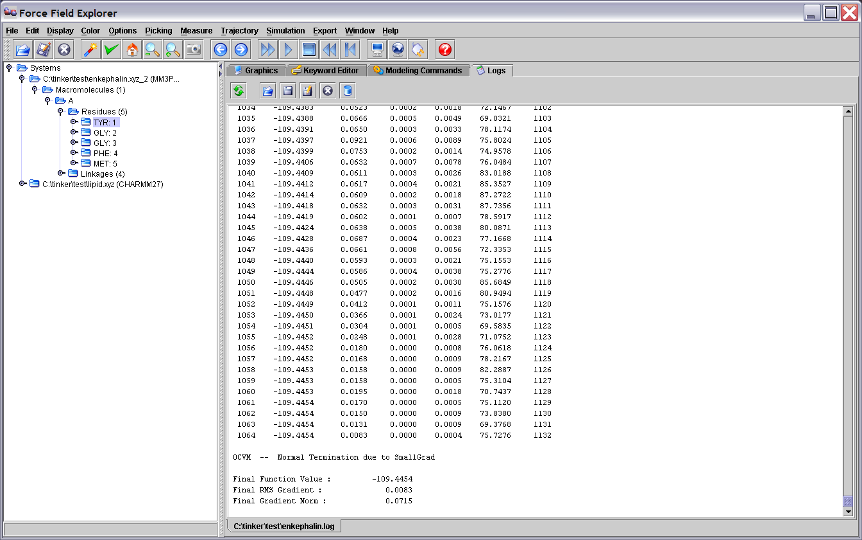 Force Field Explorer
File Edit Display Color Options Picking Measure Trajectory Simulation Export Window Help
Systems
C:\tinker\test\enkephalin.xyz_2 (MM3P...
Macromolecules (1)
A
Residues (5)
TYR: 1
GLY: 2
GLY: 3
PHE: 4
MET: 5
Linkages (4)
C:\tinker\test\lipid.xyz (CHARMM27)
Graphics Keyword Editor Modeling Commands Logs
1034 -109.4383 0.0523 0.0002 0.0018 72.1467 1102
1035 -109.4388 0.0666 0.0005 0.0049 69.0321 1103
1036 -109.4391 0.0650 0.0003 0.0033 78.1174 1104
1037 -109.4397 0.0921 0.0006 0.0089 75.8024 1105
1038 -109.4399 0.0753 0.0002 0.0014 74.9578 1106
1039 -109.4406 0.0632 0.0007 0.0078 76.0484 1107
1040 -109.4409 0.0611 0.0003 0.0026 83.0188 1108
1041 -109.4412 0.0617 0.0004 0.0021 85.3527 1109
1042 -109.4414 0.0609 0.0002 0.0018 87.2722 1110
1043 -109.4418 0.0632 0.0003 0.0031 87.7356 1111
1044 -109.4419 0.0602 0.0001 0.0007 78.5917 1112
1045 -109.4424 0.0638 0.0005 0.0038 80.0871 1113
1046 -109.4428 0.0687 0.0004 0.0023 77.1668 1114
1047 -109.4436 0.0661 0.0008 0.0056 72.3353 1115
1048 -109.4440 0.0593 0.0003 0.0021 75.1553 1116
1049 -109.4444 0.0586 0.0004 0.0038 75.2776 1117
1050 -109.4446 0.0505 0.0002 0.0030 85.6849 1118
1051 -109.4448 0.0477 0.0002 0.0016 80.9494 1119
1052 -109.4449 0.0412 0.0001 0.0011 75.1576 1120
1053 -109.4450 0.0366 0.0001 0.0024 73.0177 1121
1054 -109.4451 0.0304 0.0001 0.0005 69.5835 1122
1055 -109.4452 0.0248 0.0001 0.0028 71.0752 1123
1056 -109.4452 0.0180 0.0000 0.0008 76.0618 1124
1057 -109.4452 0.0168 0.0000 0.0009 78.2167 1125
1058 -109.4453 0.0158 0.0000 0.0009 82.2887 1126
1059 -109.4453 0.0158 0.0000 0.0005 75.3104 1127
1060 -109.4453 0.0195 0.0000 0.0018 70.7437 1128
1061 -109.4454 0.0170 0.0000 0.0005 75.1120 1129
1062 -109.4454 0.0150 0.0000 0.0009 73.8380 1130
1063 -109.4454 0.0131 0.0000 0.0009 69.3768 1131
1064 -109.4454 0.0083 0.0000 0.0004 75.7276 1132
OCVM -- Normal Termination due to SmallGrad
Final Function Value : -109.4454
Final RMS Gradient : 0.0083
Final Gradient Norm : 0.0715
C:\tinker\test\enkephalin.log